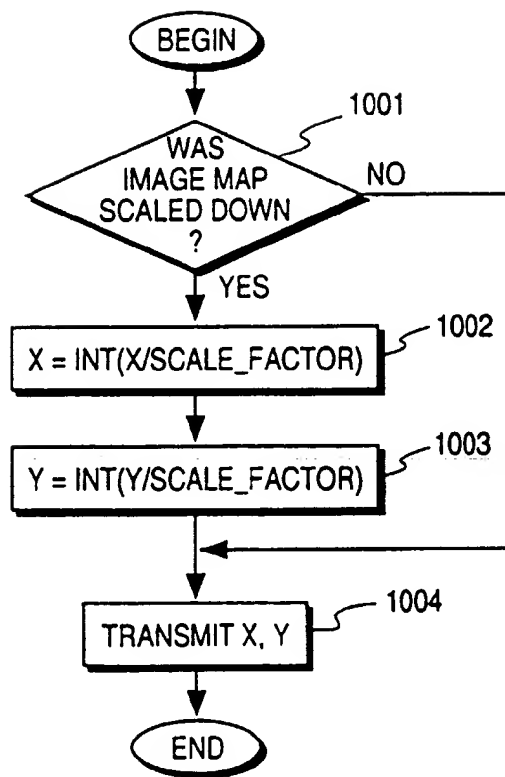 BEGIN
1001
WAS
IMAGE MAP
SCALED DOWN
?
NO
YES
1002
X = INT(X/SCALE_FACTOR)
1003
Y = INT(Y/SCALE_FACTOR)
1004
TRANSMIT X, Y
END